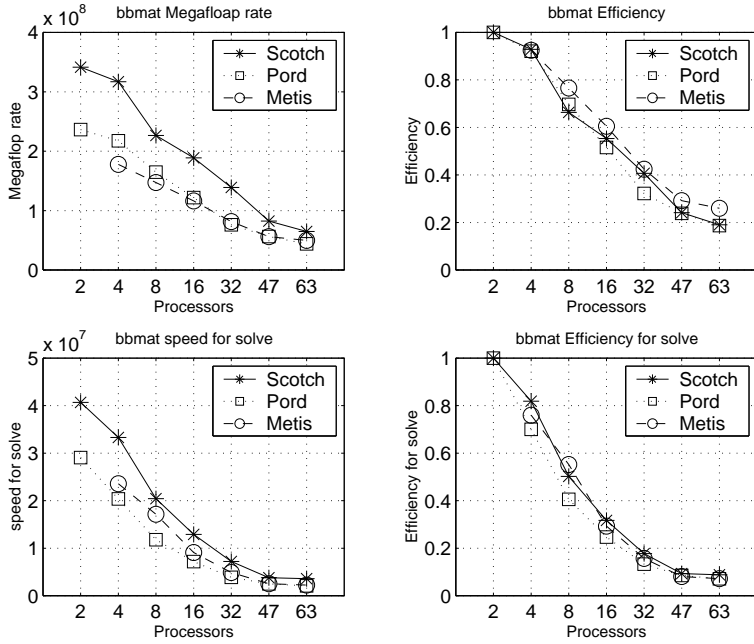 bbmat Megafloap rate
x 10^8
4
3
2
1
0
Megaflop rate
2 4 8 16 32 47 63
Processors
Scotch
Pord
Metis
bbmat Efficiency
1
0.8
0.6
0.4
0.2
0
Efficiency
2 4 8 16 32 47 63
Processors
Scotch
Pord
Metis
bbmat speed for solve
x 10^7
5
4
3
2
1
0
speed for solve
2 4 8 16 32 47 63
Processors
Scotch
Pord
Metis
bbmat Efficiency for solve
1
0.8
0.6
0.4
0.2
0
Efficiency for solve
2 4 8 16 32 47 63
Processors
Scotch
Pord
Metis